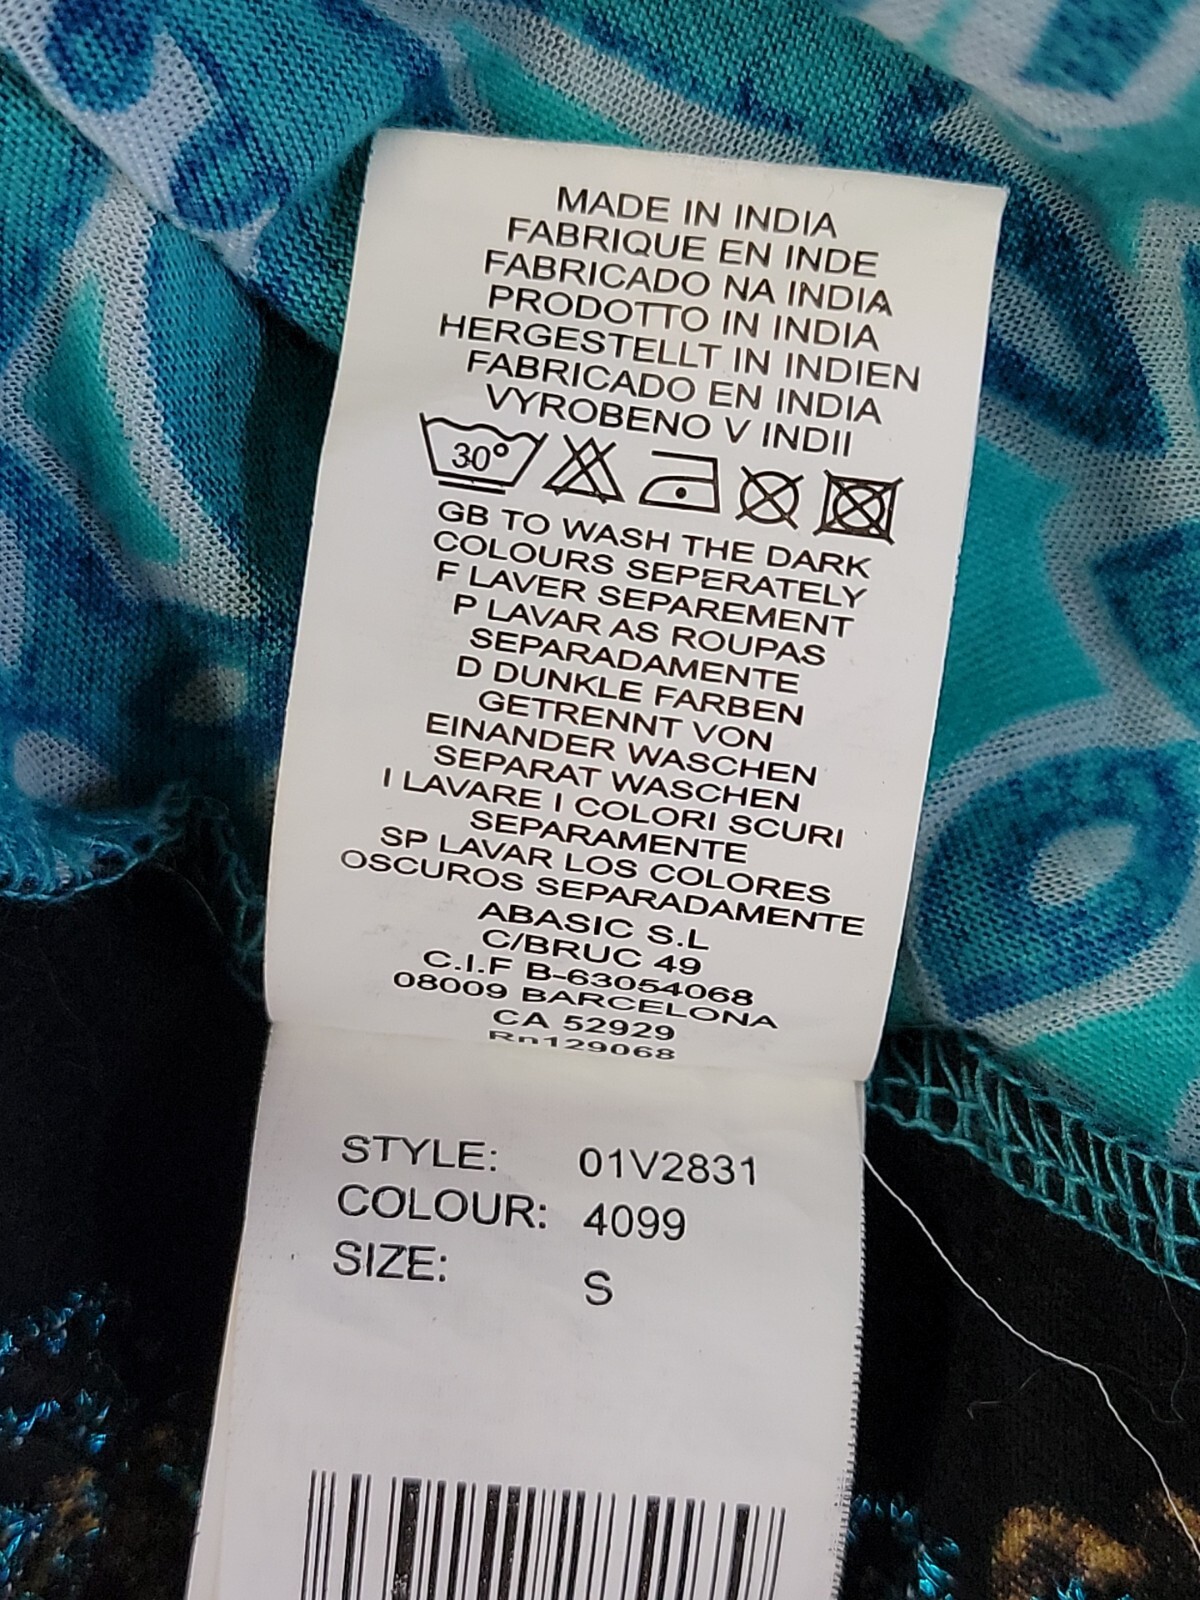 MADE IN INDIA
FABRIQUE EN INDE
FABRICADO NA INDIA
PRODOTTO IN INDIA
HERGESTELLT IN INDIEN
FABRICADO EN INDIA
VYROBENO V INDII
30°
GB TO WASH THE DARK
COLOURS SEPERATELY
F LAVER SEPAREMENT
P LAVAR AS ROUPAS
SEPARADAMENTE
D DUNKLE FARBEN
GETRENNT VON
EINANDER WASCHEN
SEPARAT WASCHEN
I LAVARE I COLORI SCURI
SEPARAMENTE
SP LAVAR LOS COLORES
OSCUROS SEPARADAMENTE
ABASIC S.L
C/BRUC 49
C.I.F B-63054068
08009 BARCELONA
CA 52929
Rn129068
STYLE: 01V2831
COLOUR: 4099
SIZE: S